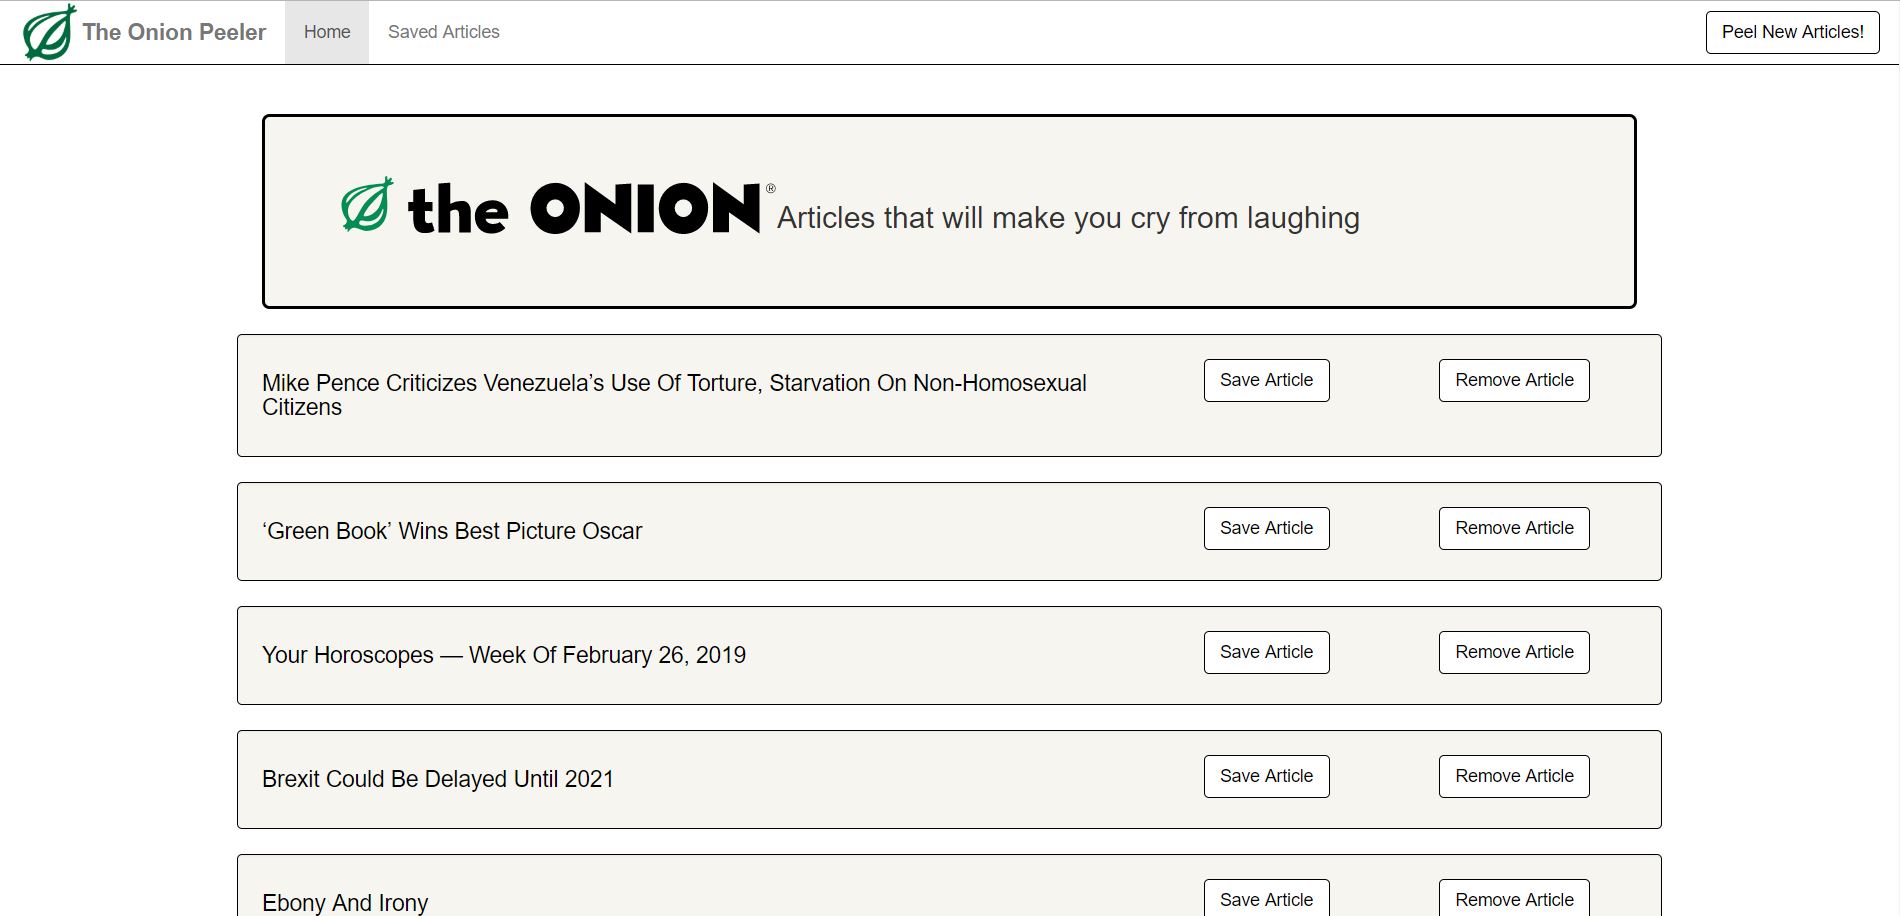 The Onion Peeler Home Saved Articles Peel New Articles!
the ONION® Articles that will make you cry from laughing
Mike Pence Criticizes Venezuela’s Use Of Torture, Starvation On Non-Homosexual Save Article Remove Article
Citizens
‘Green Book’ Wins Best Picture Oscar Save Article Remove Article
Your Horoscopes — Week Of February 26, 2019 Save Article Remove Article
Brexit Could Be Delayed Until 2021 Save Article Remove Article
Ebony And Irony Save Article Remove Article